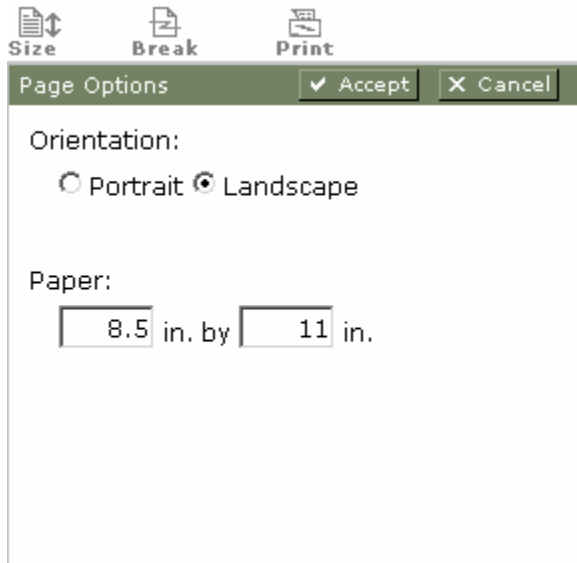 Size Break Print
Page Options Accept Cancel
Orientation:
Portrait Landscape
Paper:
8.5 in. by 11 in.